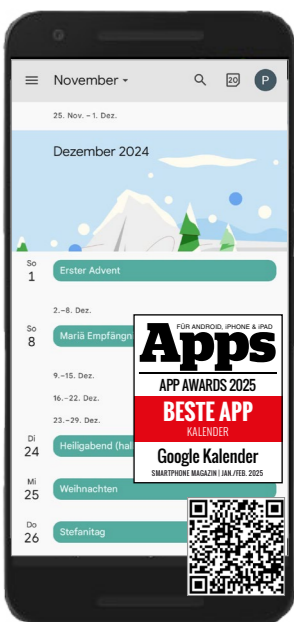 November
20
P
25. Nov. – 1. Dez.
Dezember 2024
So
1
Erster Advent
2.–8. Dez.
So
8
Mariä Empfängn
9.–15. Dez.
16.–22. Dez.
23.–29. Dez.
Di
24
Heiligabend (hal
Mi
25
Weihnachten
Do
26
Stefanitag
FÜR ANDROID, iPHONE & iPAD
Apps
APP AWARDS 2025
BESTE APP
KALENDER
Google Kalender
SMARTPHONE MAGAZIN | JAN./FEB. 2025